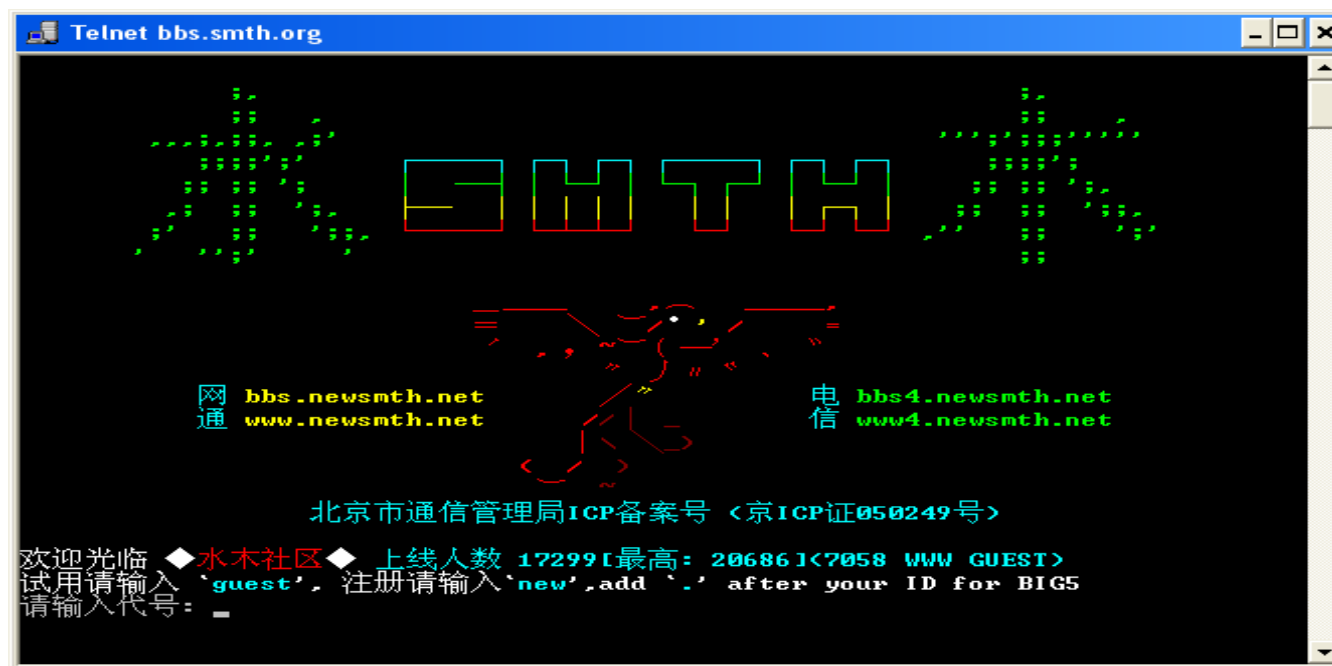 Telnet bbs.smth.org
水 SMTH 木
网 bbs.newsmth.net 电 bbs4.newsmth.net
通 www.newsmth.net 信 www4.newsmth.net
北京市通信管理局ICP备案号 <京ICP证050249号>
欢迎光临 ◆水木社区◆ 上线人数 17299[最高: 20686](7058 WWW GUEST)
试用请输入 `guest', 注册请输入`new',add `.' after your ID for BIG5
请输入代号: _